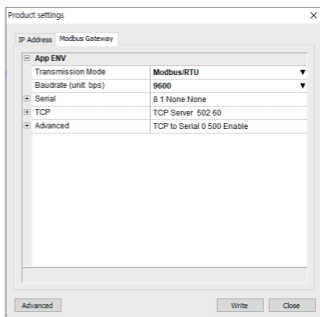 Product settings
IP Address Modbus Gateway
App ENV
Transmission Mode Modbus/RTU
Baudrate (unit: bps) 9600
Serial 8 1 None None
TCP TCP Server 502 60
Advanced TCP to Serial 0 500 Enable
Advanced Write Close